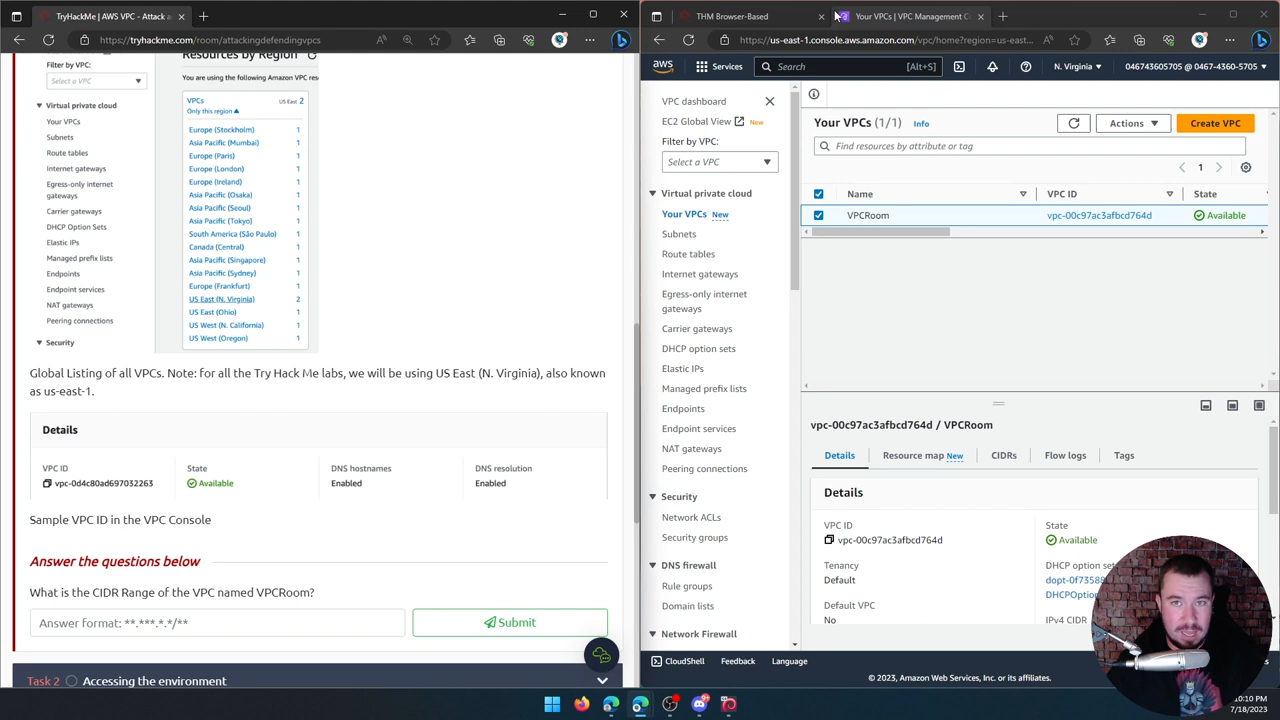 TryHackMe | AWS VPC - Attack a
https://tryhackme.com/room/attackingdefendingvpcs
Resources by Region
Filter by VPC:
Select a VPC
You are using the following Amazon VPC res
Virtual private cloud
Your VPCs
Subnets
Route tables
Internet gateways
Egress-only internet
gateways
Carrier gateways
DHCP Option Sets
Elastic IPs
Managed prefix lists
Endpoints
Endpoint services
NAT gateways
Peering connections
Security
VPCs US East 2
Only this region
Europe (Stockholm) 1
Asia Pacific (Mumbai) 1
Europe (Paris) 1
Europe (London) 1
Europe (Ireland) 1
Asia Pacific (Osaka) 1
Asia Pacific (Seoul) 1
Asia Pacific (Tokyo) 1
South America (São Paulo) 1
Canada (Central) 1
Asia Pacific (Singapore) 1
Asia Pacific (Sydney) 1
Europe (Frankfurt) 1
US East (N. Virginia) 2
US East (Ohio) 1
US West (N. California) 1
US West (Oregon) 1
Global Listing of all VPCs. Note: for all the Try Hack Me labs, we will be using US East (N. Virginia), also known
as us-east-1.
Details
VPC ID State DNS hostnames DNS resolution
vpc-0d4c80ad697032263 Available Enabled Enabled
Sample VPC ID in the VPC Console
Answer the questions below
What is the CIDR Range of the VPC named VPCRoom?
Answer format: **.***.*.*/** Submit
Task 2 Accessing the environment
THM Browser-Based
Your VPCs | VPC Management C
https://us-east-1.console.aws.amazon.com/vpc/home?region=us-east...
aws Services Search [Alt+S] N. Virginia 046743605705 @ 0467-4360-5705
VPC dashboard
EC2 Global View New
Filter by VPC:
Select a VPC
Virtual private cloud
Your VPCs New
Subnets
Route tables
Internet gateways
Egress-only internet
gateways
Carrier gateways
DHCP option sets
Elastic IPs
Managed prefix lists
Endpoints
Endpoint services
NAT gateways
Peering connections
Security
Network ACLs
Security groups
DNS firewall
Rule groups
Domain lists
Network Firewall
Your VPCs (1/1) Info Actions Create VPC
Find resources by attribute or tag
1
Name VPC ID State
VPCRoom vpc-00c97ac3afbcd764d Available
vpc-00c97ac3afbcd764d / VPCRoom
Details Resource map New CIDRs Flow logs Tags
Details
VPC ID
vpc-00c97ac3afbcd764d
State
Available
Tenancy
Default
DHCP option set
dopt-0f73588
DHCPOption
Default VPC
No
IPv4 CIDR
CloudShell Feedback Language
© 2023, Amazon Web Services, Inc. or its affiliates.
10:10 PM
7/18/2023